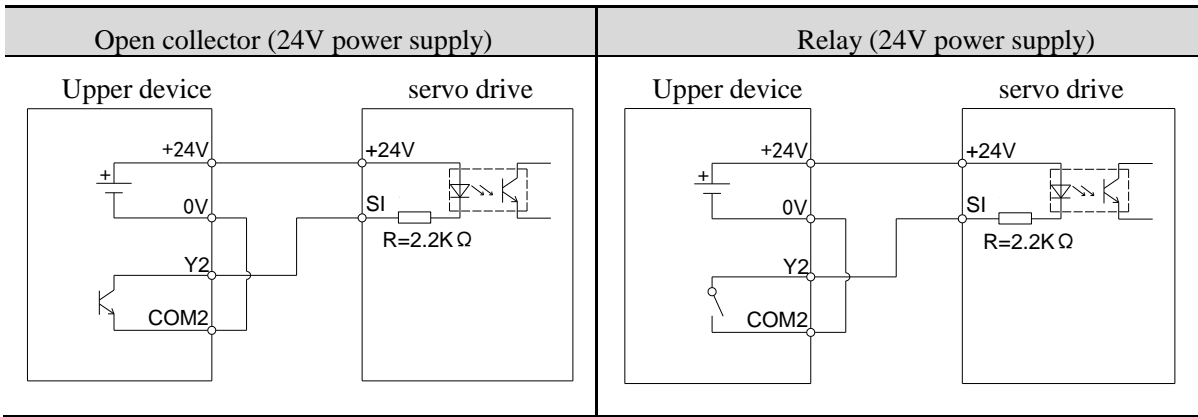 Open collector (24V power supply)
Relay (24V power supply)
Upper device
servo drive
+24V
+24V
+
0V
SI
R=2.2KΩ
Y2
COM2
Upper device
servo drive
+24V
+24V
+
0V
SI
R=2.2KΩ
Y2
COM2